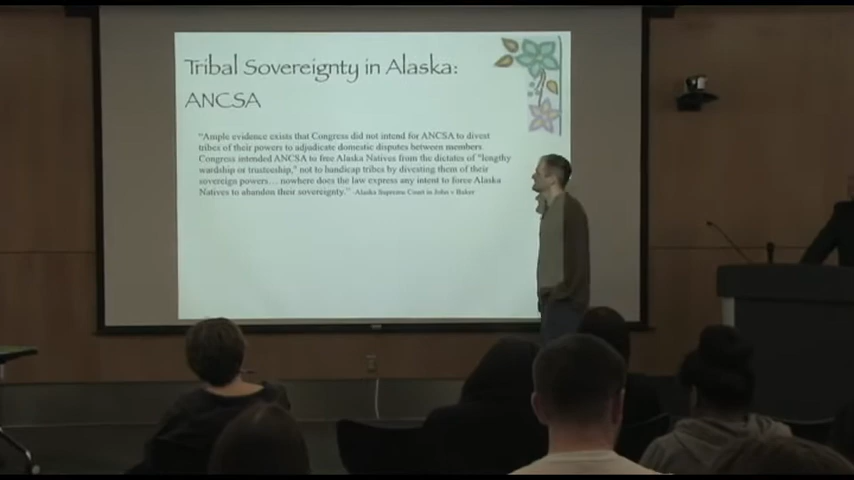 Tribal Sovereignty in Alaska:
ANCSA
"Ample evidence exists that Congress did not intend for ANCSA to divest
tribes of their powers to adjudicate domestic disputes between members.
Congress intended ANCSA to free Alaska Natives from the dictates of "lengthy
wardship or trusteeship," not to handicap tribes by divesting them of their
sovereign powers… nowhere does the law express any intent to force Alaska
Natives to abandon their sovereignty." -Alaska Supreme Court in John v Baker